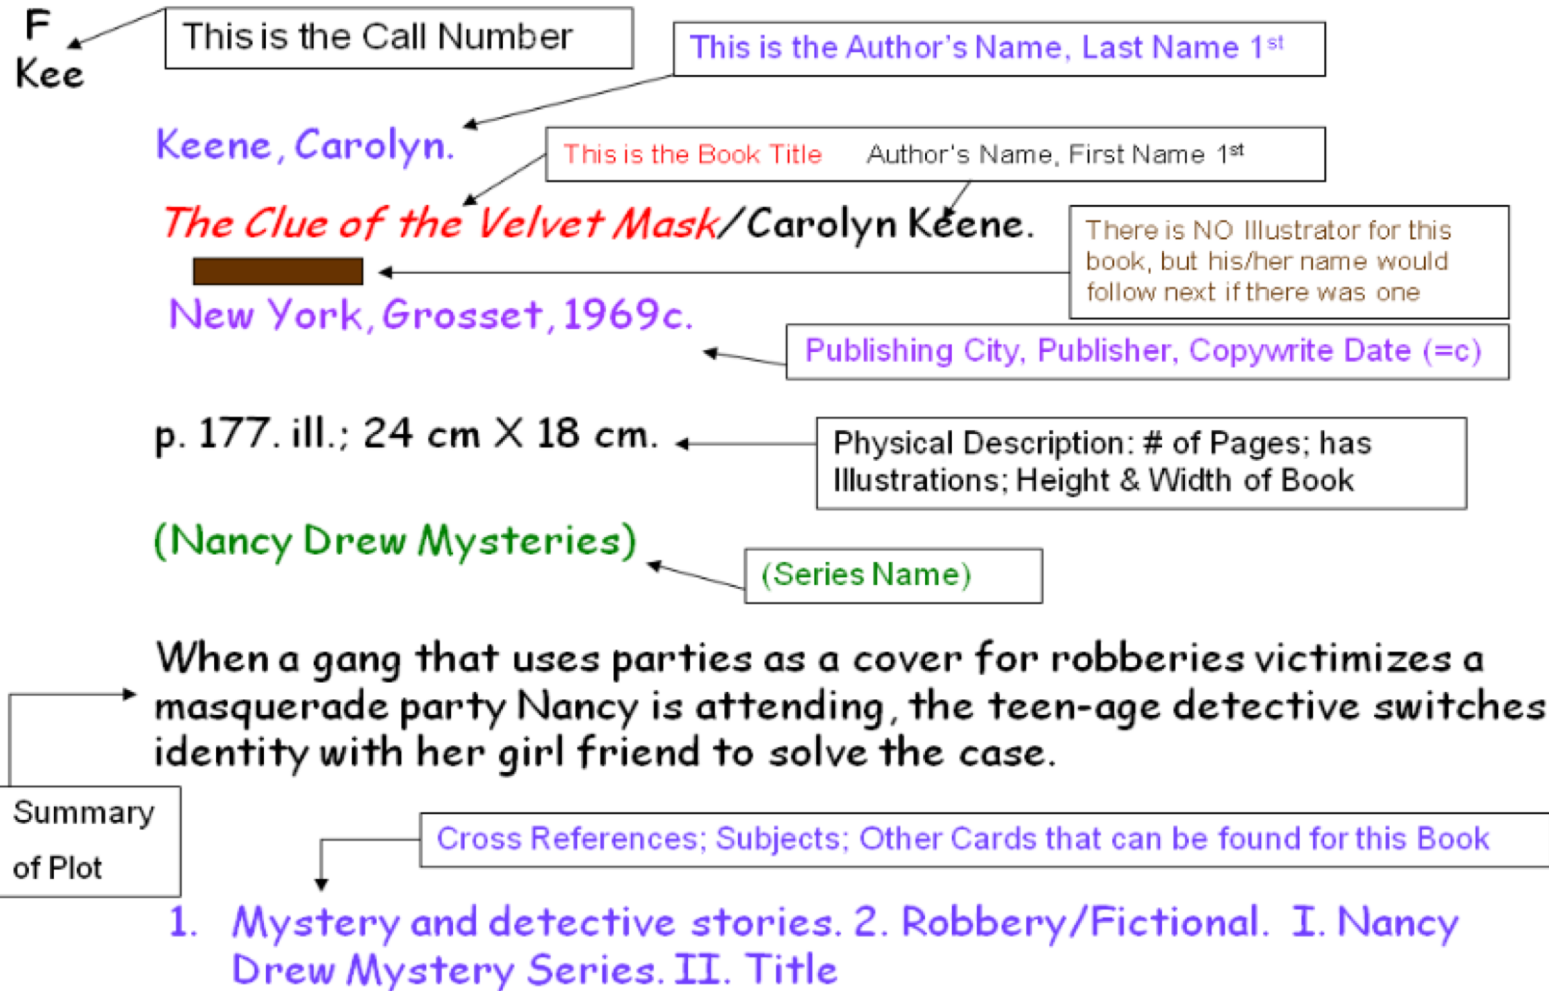 F
Kee
This is the Call Number
This is the Author's Name, Last Name 1st
Keene, Carolyn.
This is the Book Title Author's Name, First Name 1st
The Clue of the Velvet Mask/Carolyn Keene.
There is NO Illustrator for this
book, but his/her name would
follow next if there was one
New York, Grosset, 1969c.
Publishing City, Publisher, Copywrite Date (=c)
p. 177. ill.; 24 cm X 18 cm.
Physical Description: # of Pages; has
Illustrations; Height & Width of Book
(Nancy Drew Mysteries)
(Series Name)
When a gang that uses parties as a cover for robberies victimizes a
masquerade party Nancy is attending, the teen-age detective switches
identity with her girl friend to solve the case.
Summary
of Plot
Cross References; Subjects; Other Cards that can be found for this Book
1. Mystery and detective stories. 2. Robbery/Fictional. I. Nancy
Drew Mystery Series. II. Title